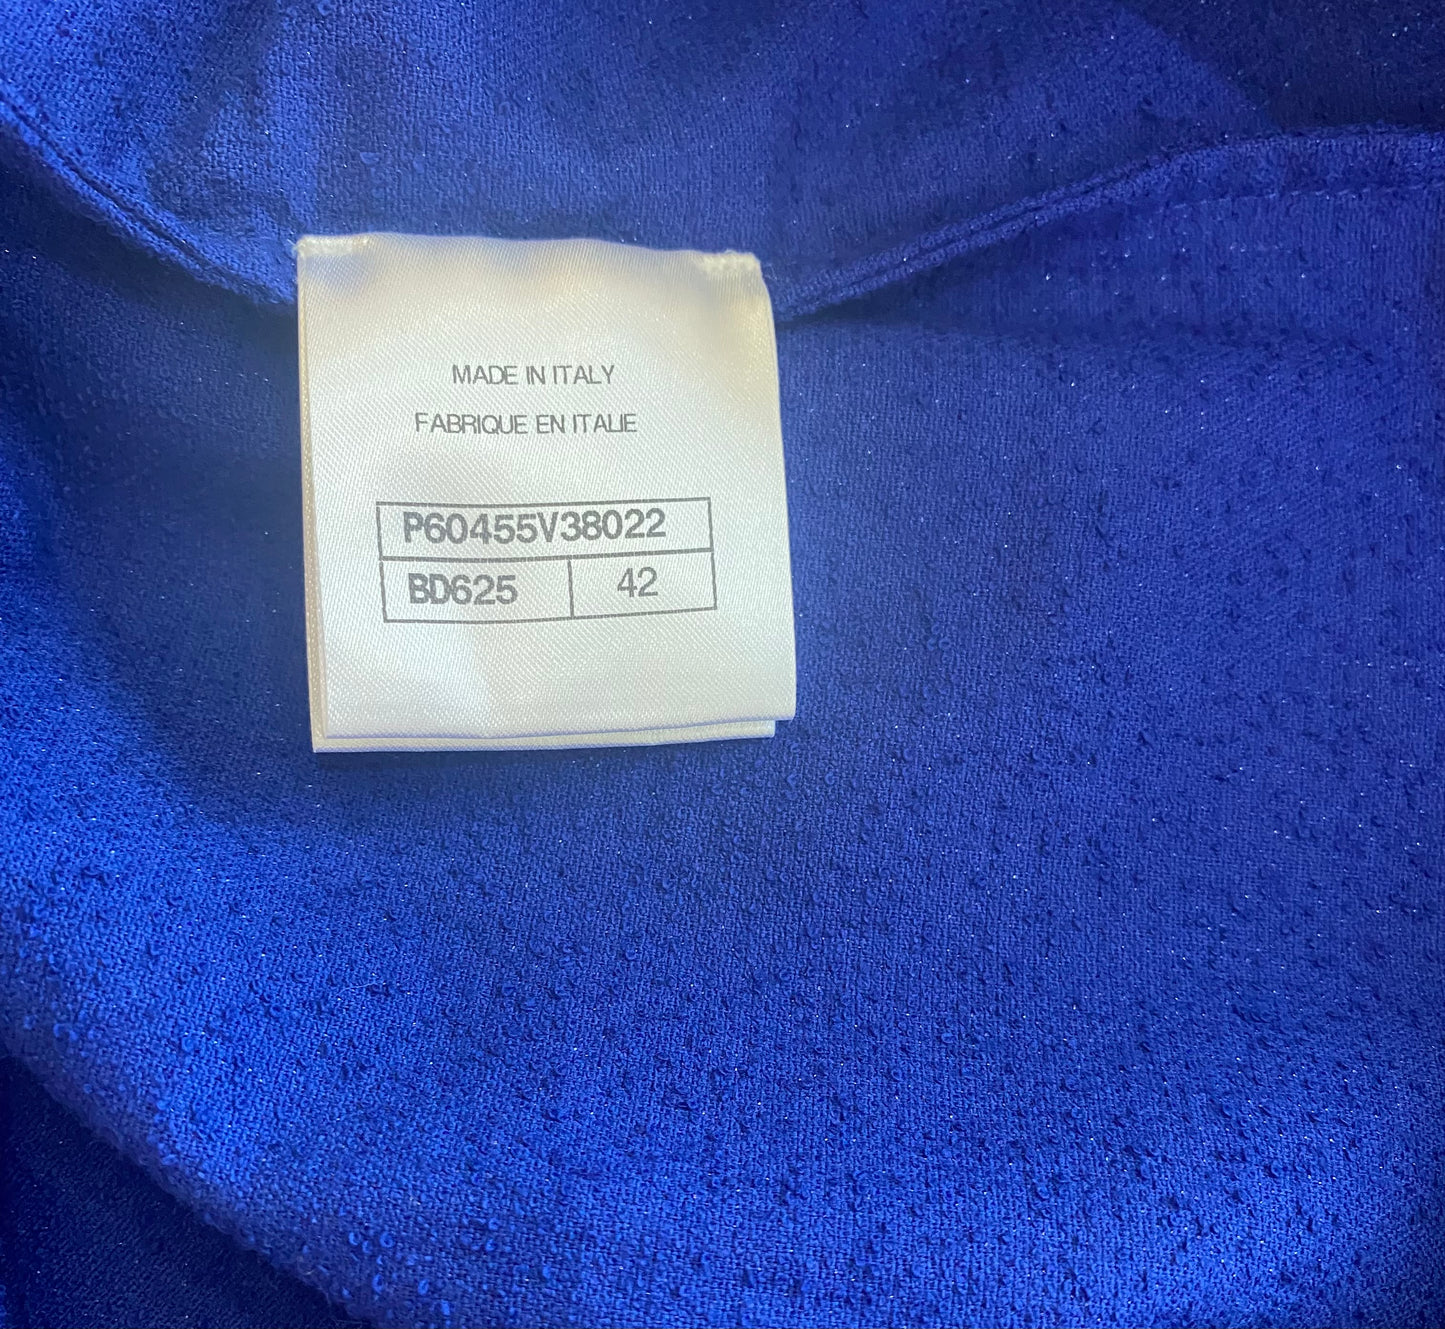 MADE IN ITALY
FABRIQUE EN ITALIE
P60455V38022
BD625 42